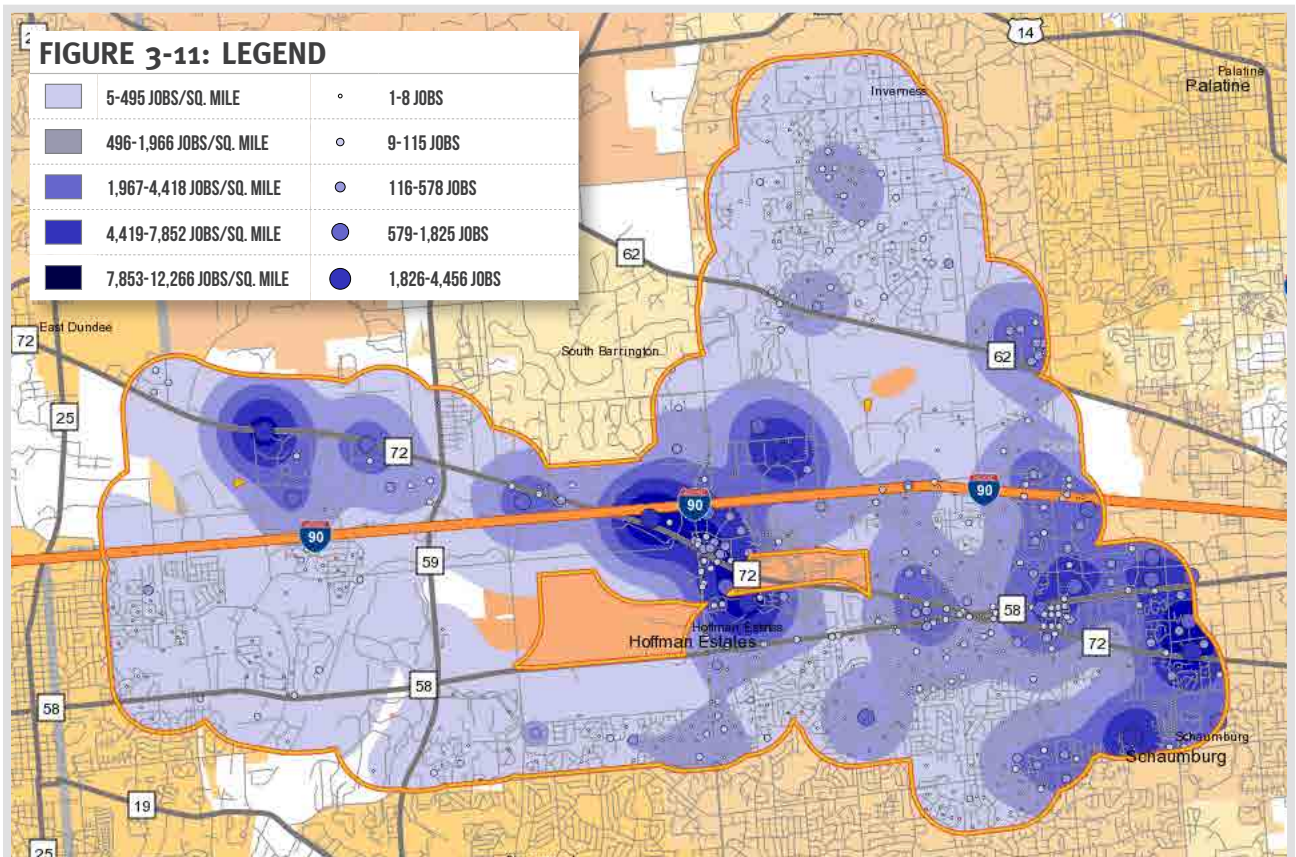 FIGURE 3-11: LEGEND
5-495 JOBS/SQ. MILE
1-8 JOBS
496-1,966 JOBS/SQ. MILE
9-115 JOBS
1,967-4,418 JOBS/SQ. MILE
116-578 JOBS
4,419-7,852 JOBS/SQ. MILE
579-1,825 JOBS
7,853-12,266 JOBS/SQ. MILE
1,826-4,456 JOBS
14
Palatine
Palatine
Inverness
62
East Dundee
72
South Barrington
62
25
72
90
90
90
59
72
58
Hoffman Estates
Hoffman Estates
72
58
58
Schaumburg
Schaumburg
19
25